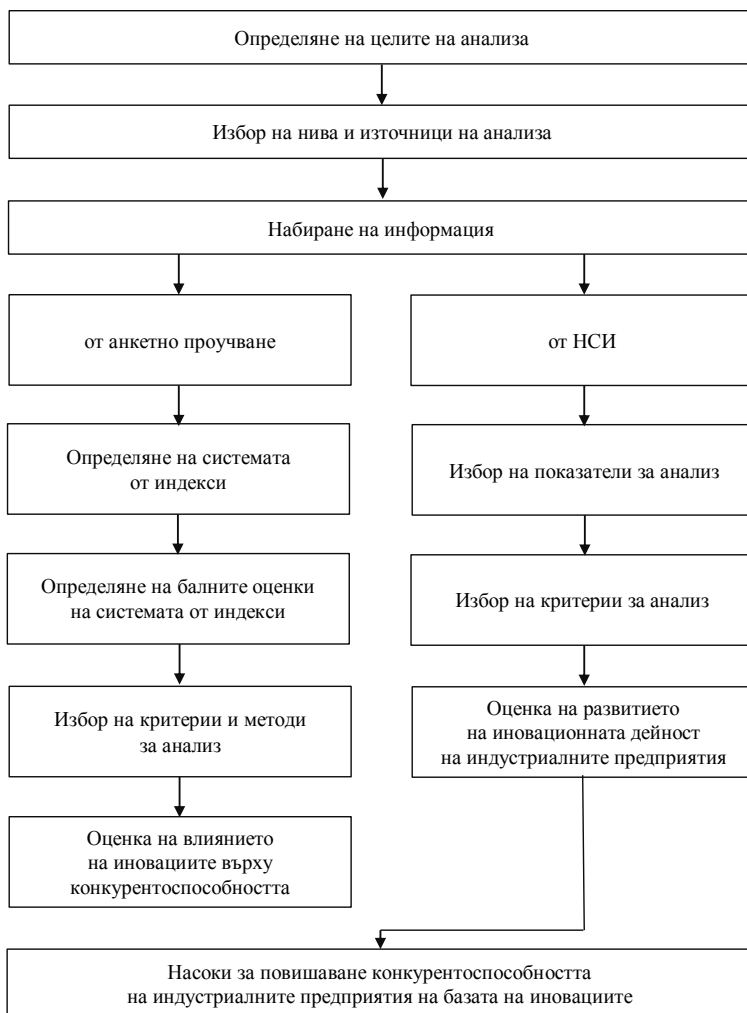 Определяне на целите на анализа
Избор на нива и източници на анализа
Набиране на информация
от анкетно проучване
от НСИ
Определяне на системата
от индекси
Избор на показатели за анализ
Определяне на балните оценки
на системата от индекси
Избор на критерии за анализ
Избор на критерии и методи
за анализ
Оценка на развитието
на иновационната дейност
на индустриалните предприятия
Оценка на влиянието
на иновациите върху
конкурентоспособността
Насоки за повишаване конкурентоспособността
на индустриалните предприятия на базата на иновациите